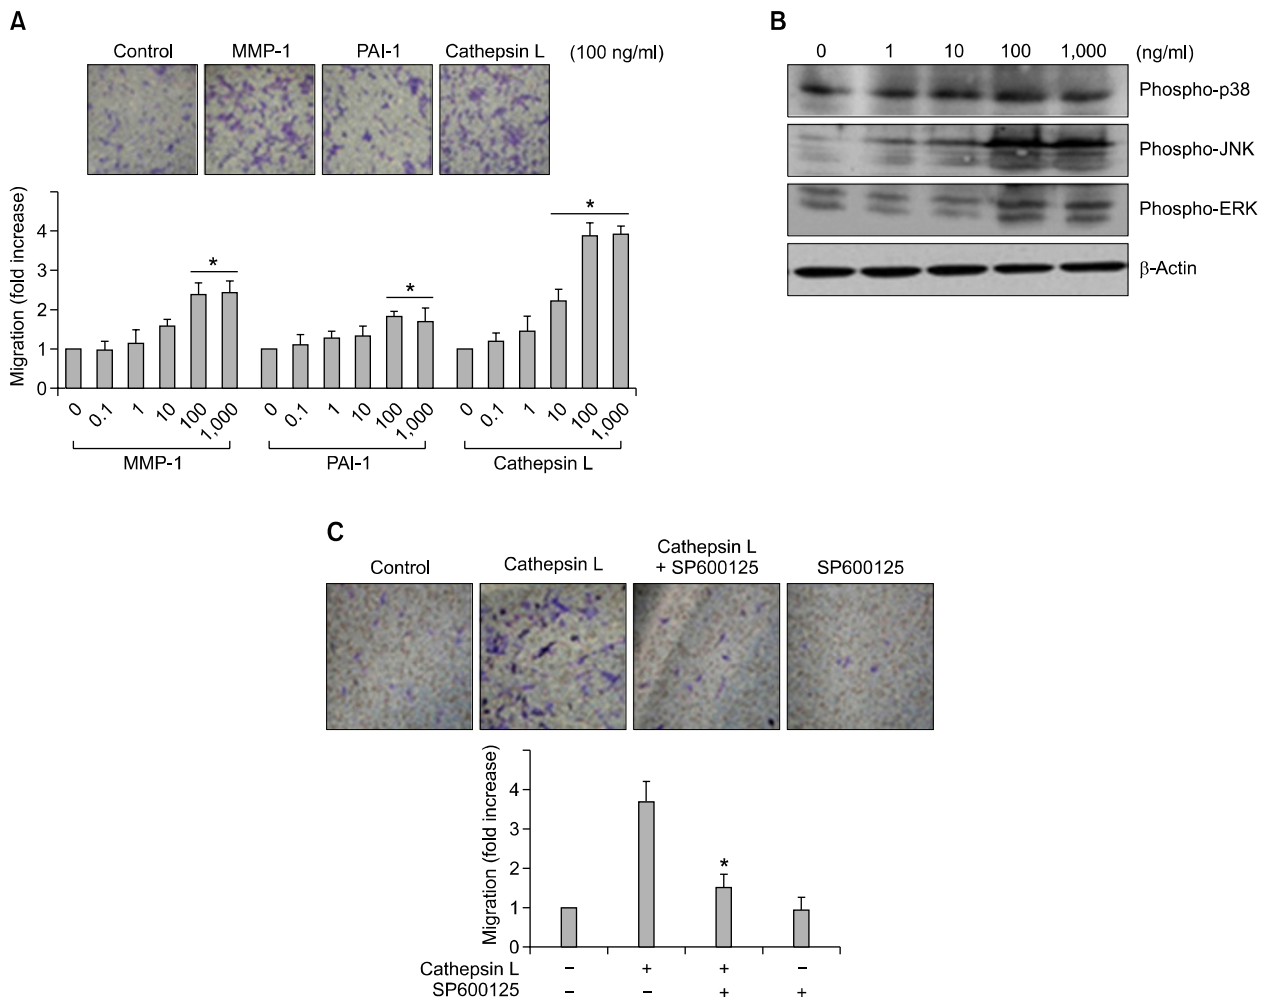 A
Control MMP-1 PAI-1 Cathepsin L (100 ng/ml)
Migration (fold increase)
4
3
2
1
0
* * *
0 0.1 1 10 100 1,000 0 0.1 1 10 100 1,000 0 0.1 1 10 100 1,000
MMP-1 PAI-1 Cathepsin L
B
0 1 10 100 1,000 (ng/ml)
Phospho-p38
Phospho-JNK
Phospho-ERK
β-Actin
C
Control Cathepsin L Cathepsin L + SP600125 SP600125
Migration (fold increase)
4
3
2
1
0
*
Cathepsin L − + + −
SP600125 − − + +